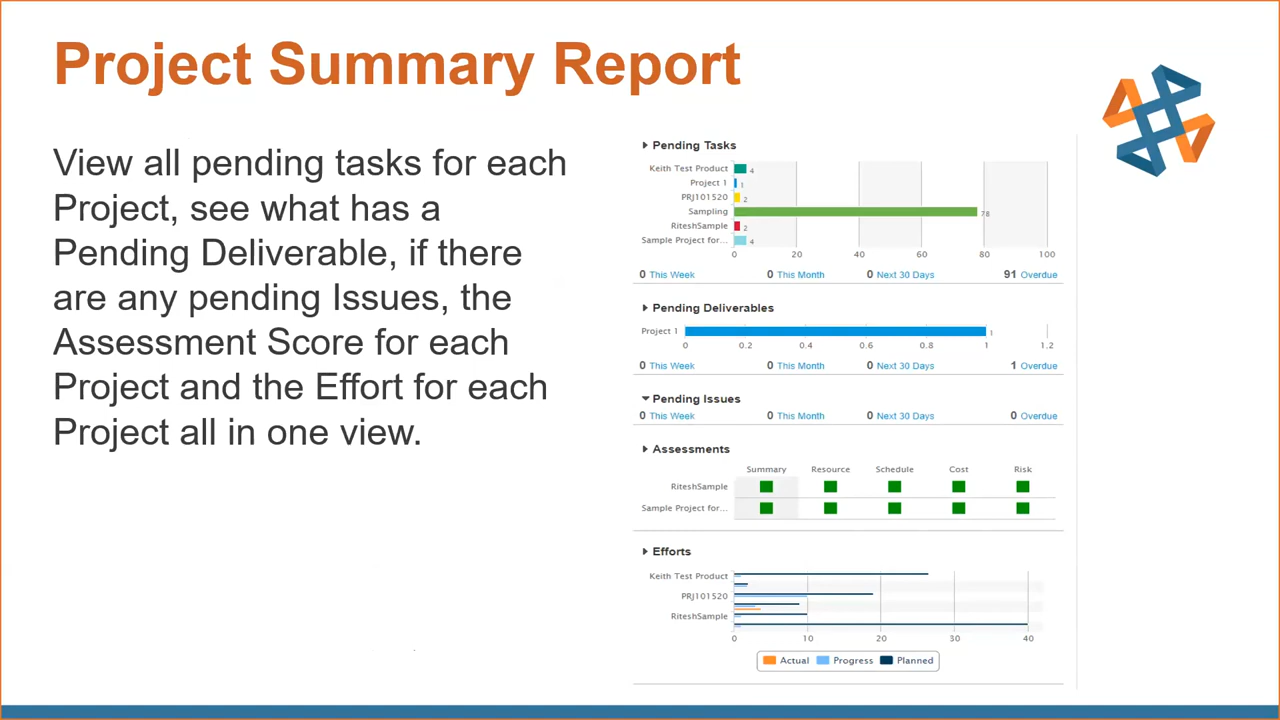 Project Summary Report
View all pending tasks for each
Project, see what has a
Pending Deliverable, if there
are any pending Issues, the
Assessment Score for each
Project and the Effort for each
Project all in one view.
Pending Tasks
Keith Test Product 4
Project 1 1
PRJ101520 2
Sampling 78
RiteshSample 2
Sample Project for... 4
0 20 40 60 80 100
0 This Week 0 This Month 0 Next 30 Days 91 Overdue
Pending Deliverables
Project 1 1
0 0.2 0.4 0.6 0.8 1 1.2
0 This Week 0 This Month 0 Next 30 Days 1 Overdue
Pending Issues
0 This Week 0 This Month 0 Next 30 Days 0 Overdue
Assessments
Summary Resource Schedule Cost Risk
RiteshSample
Sample Project for...
Efforts
Keith Test Product
PRJ101520
RiteshSample
0 10 20 30 40
Actual Progress Planned